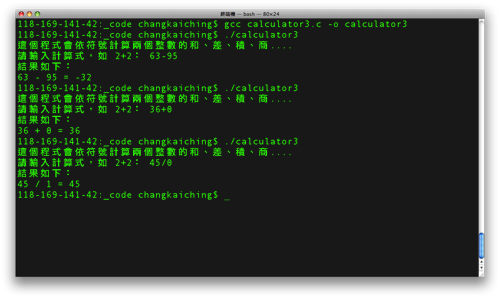 終端機 — bash — 80×24
118-169-141-42:_code changkaiching$ gcc calculator3.c -o calculator3
118-169-141-42:_code changkaiching$ ./calculator3
這個程式會依符號計算兩個整數的和、差、積、商....
請輸入計算式，如 2+2： 63-95
結果如下：
63 - 95 = -32
118-169-141-42:_code changkaiching$ ./calculator3
這個程式會依符號計算兩個整數的和、差、積、商....
請輸入計算式，如 2+2： 36+0
結果如下：
36 + 0 = 36
118-169-141-42:_code changkaiching$ ./calculator3
這個程式會依符號計算兩個整數的和、差、積、商....
請輸入計算式，如 2+2： 45/0
結果如下：
45 / 1 = 45
118-169-141-42:_code changkaiching$ _